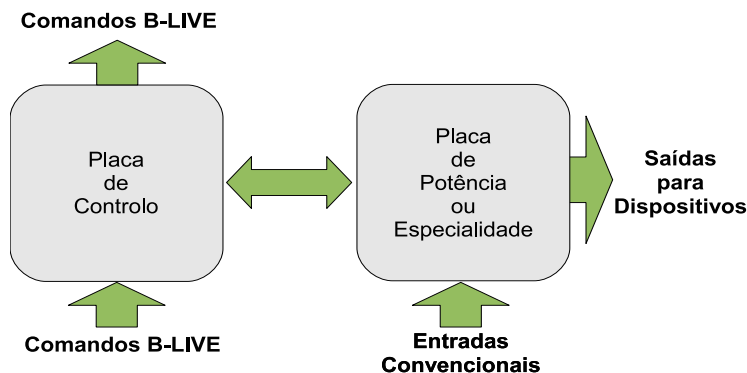 Comandos B-LIVE
Placa
de
Controlo
Comandos B-LIVE
Placa
de
Potência
ou
Especialidade
Saídas
para
Dispositivos
Entradas
Convencionais